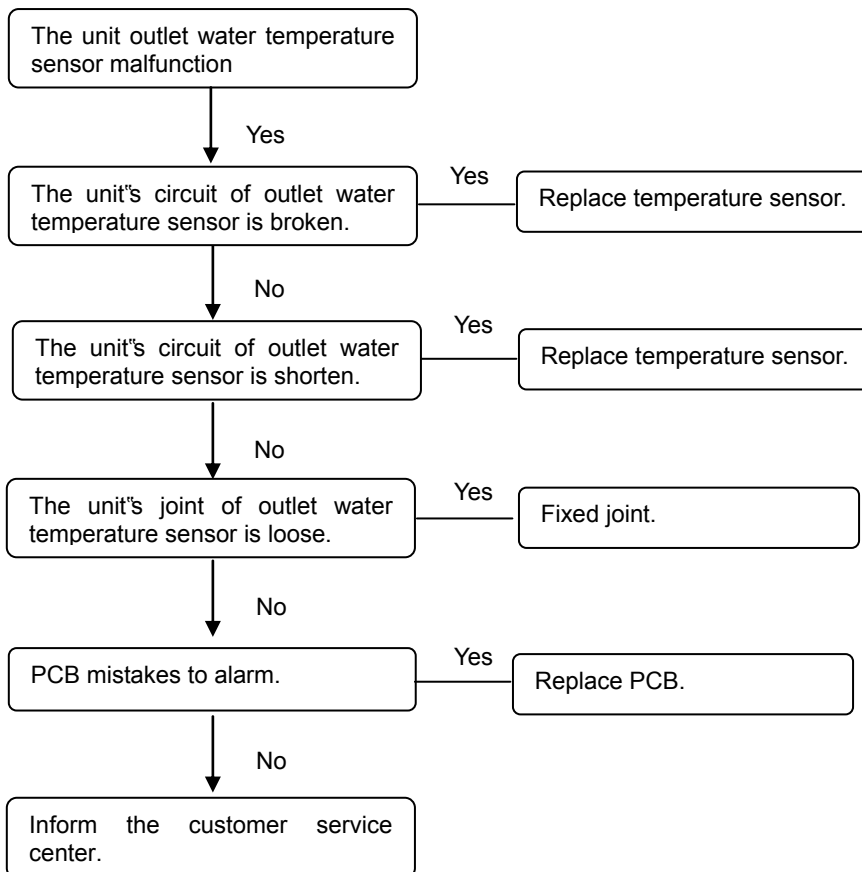 The unit outlet water temperature
sensor malfunction
Yes
The unit‟s circuit of outlet water
temperature sensor is broken.
Yes
Replace temperature sensor.
No
The unit‟s circuit of outlet water
temperature sensor is shorten.
Yes
Replace temperature sensor.
No
The unit‟s joint of outlet water
temperature sensor is loose.
Yes
Fixed joint.
No
PCB mistakes to alarm.
Yes
Replace PCB.
No
Inform the customer service
center.